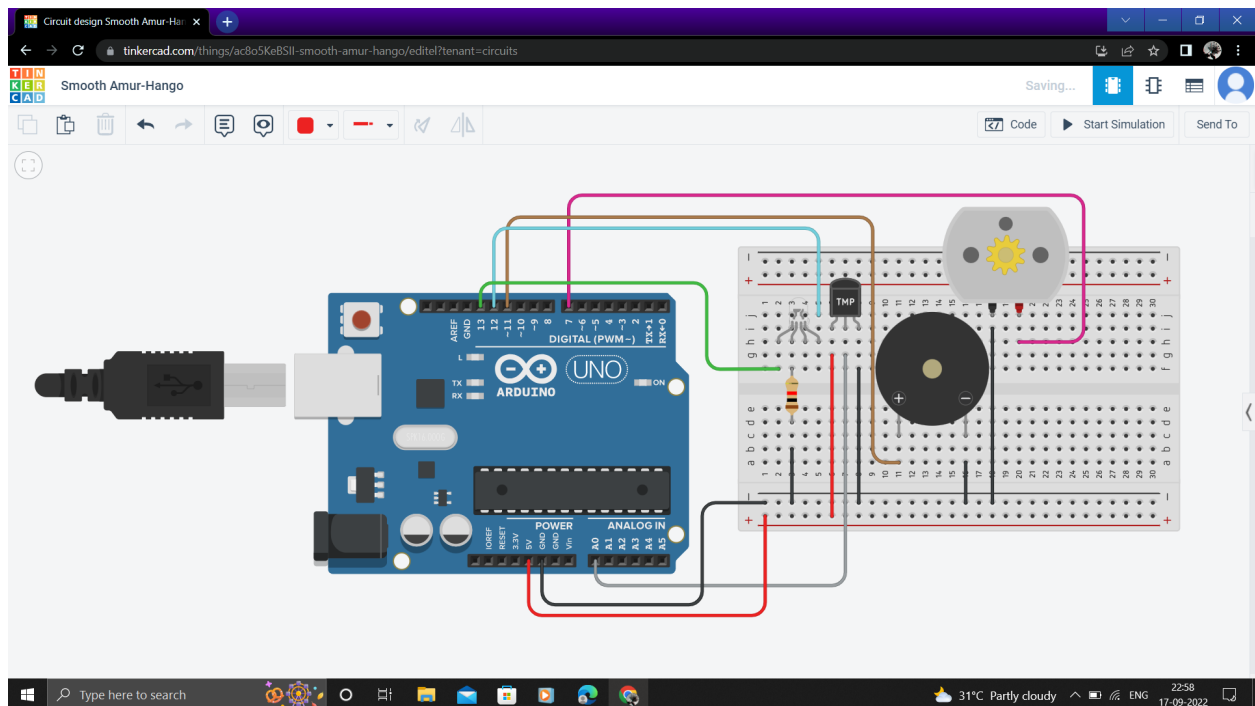 Circuit design Smooth Amur-Han
tinkercad.com/things/ac8o5KeBSII-smooth-amur-hango/editel?tenant=circuits
TIN
KER
CAD
Smooth Amur-Hango
Saving...
Code
Start Simulation
Send To
AREF
GND
13
12
~11
~10
~9
8
7
~6
~5
4
~3
2
TX→1
RX←0
DIGITAL (PWM~)
L
TX
RX
ARDUINO
UNO
ON
IOREF
RESET
3.3V
5V
GND
GND
Vin
POWER
ANALOG IN
A0
A1
A2
A3
A4
A5
TMP
Type here to search
31°C Partly cloudy
ENG
22:58
17-09-2022